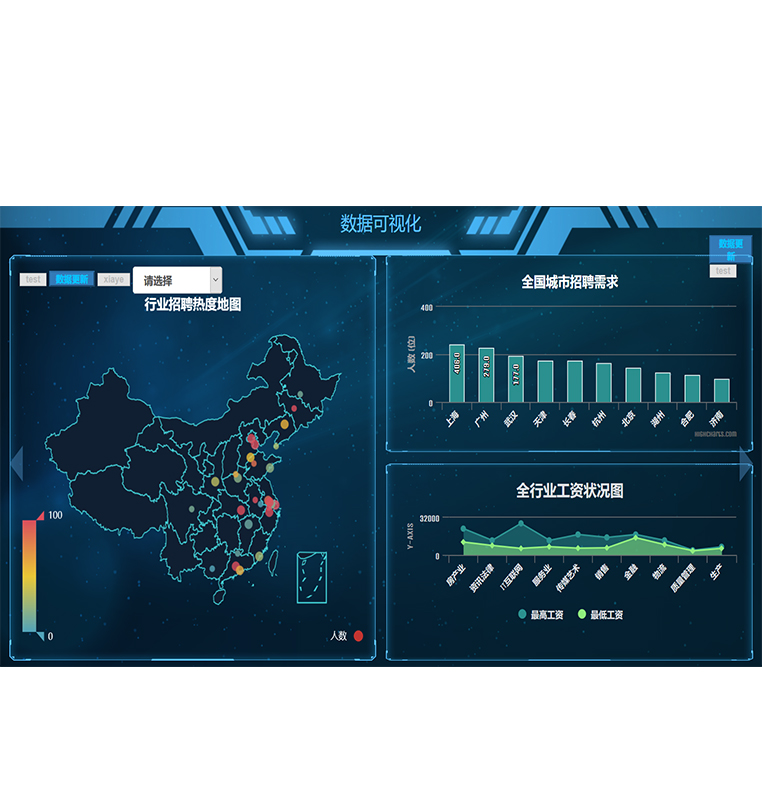 数据可视化
数据更新
test
test
数据更新
xiaye
请选择
行业招聘热度地图
100
0
人数
全国城市招聘需求
人数 (位)
400
200
0
406.0
279.0
177.0
上海
广州
武汉
天津
长春
杭州
北京
湖州
合肥
济南
HIGHCHARTS.COM
全行业工资状况图
Y-AXIS
32000
0
房产业
资讯法律
IT互联网
服务业
传媒艺术
销售
金融
物流
质量管理
生产
最高工资
最低工资